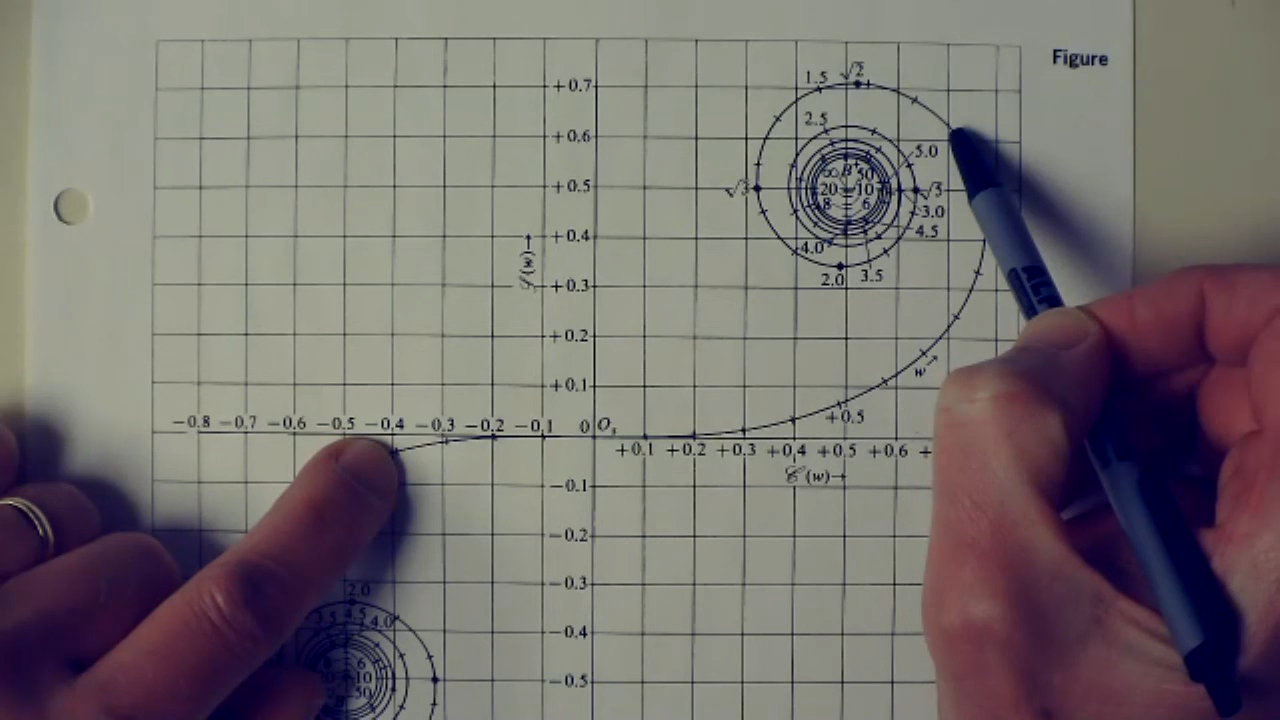 Figure
1.5 √2
+0.7
2.5
+0.6
5.0
∞ B⁺ 50
√3 +0.5 20 10 √5
8 6 3.0
4.5
+0.4 4.0
𝒮(w)→
2.0 3.5
+0.3
+0.2
w→
+0.1
+0.5
−0.8 −0.7 −0.6 −0.5 −0.4 −0.3 −0.2 −0.1 0 Oₛ
+0.1 +0.2 +0.3 +0.4 +0.5 +0.6
𝒞(w)→
−0.1
−0.2
−0.3
2.0
4.5 4.0
−0.4
6
10
−0.5
50